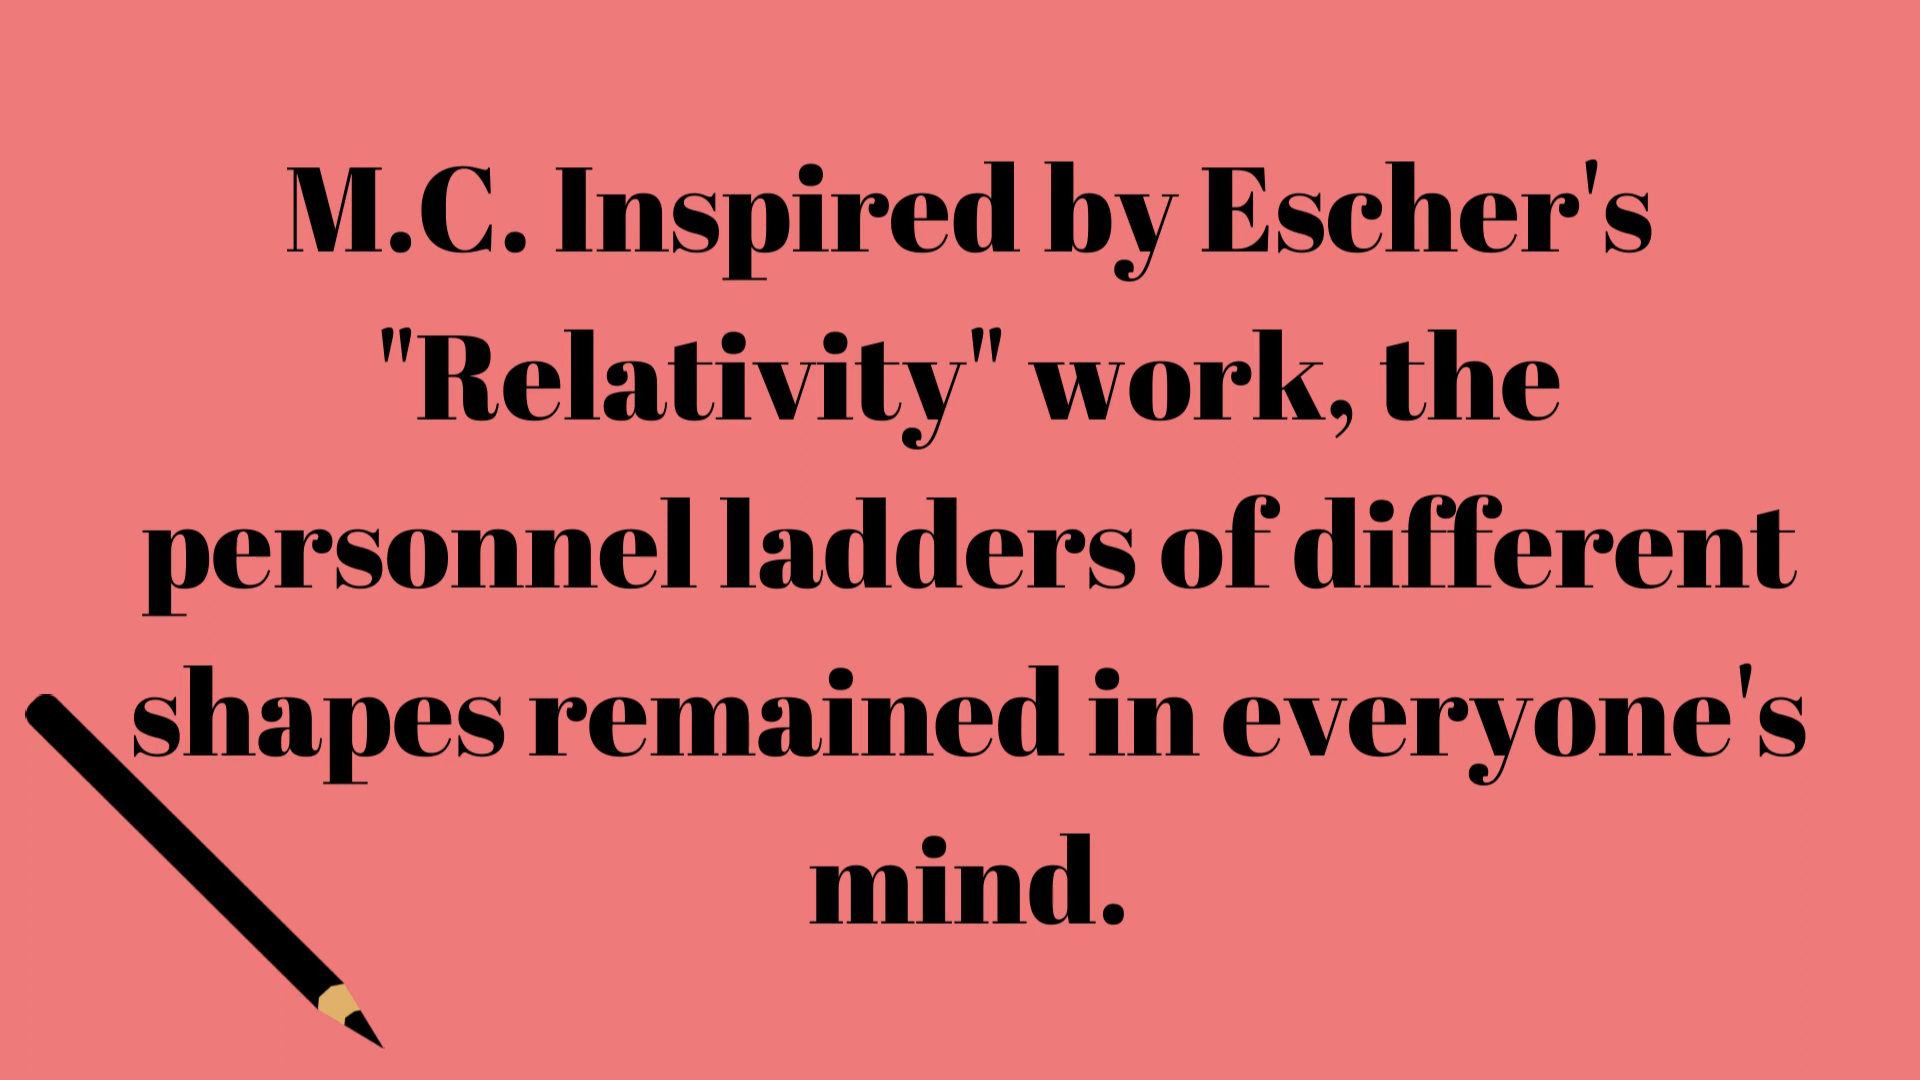 M.C. Inspired by Escher's
"Relativity" work, the
personnel ladders of different
shapes remained in everyone's
mind.